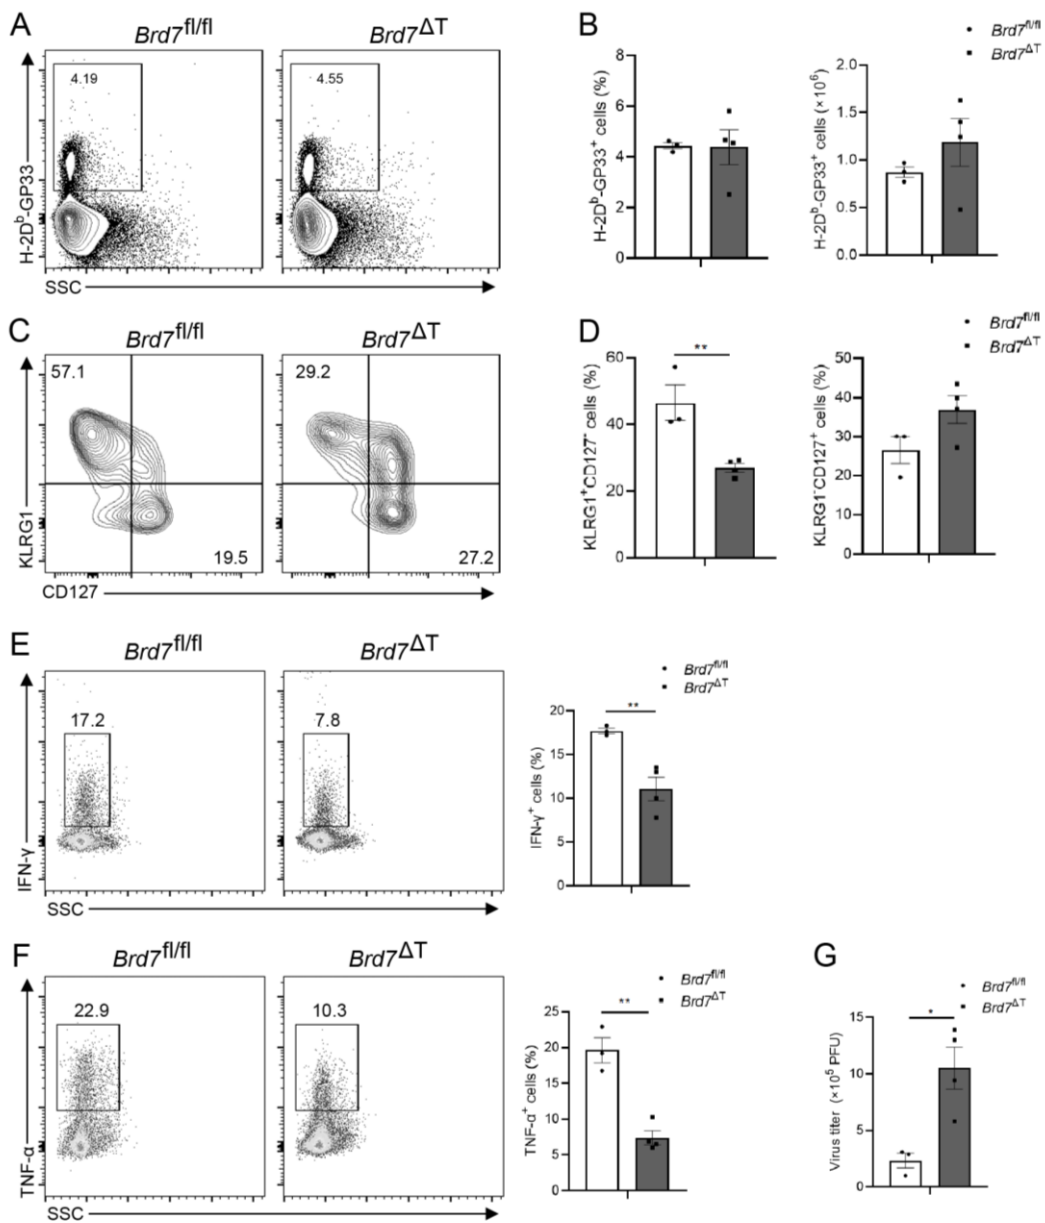 A
Brd7fl/fl
Brd7ΔT
4.19
4.55
H-2Db-GP33
SSC
B
Brd7fl/fl
Brd7ΔT
H-2Db-GP33+ cells (%)
8
6
4
2
0
H-2Db-GP33+ cells (×106)
2.0
1.5
1.0
0.5
0.0
C
Brd7fl/fl
Brd7ΔT
57.1
19.5
29.2
27.2
KLRG1
CD127
D
Brd7fl/fl
Brd7ΔT
KLRG1+CD127- cells (%)
60
40
20
0
**
KLRG1-CD127+ cells (%)
50
40
30
20
10
0
E
Brd7fl/fl
Brd7ΔT
17.2
7.8
IFN-γ
SSC
Brd7fl/fl
Brd7ΔT
IFN-γ+ cells (%)
20
15
10
5
0
**
F
Brd7fl/fl
Brd7ΔT
22.9
10.3
TNF-α
SSC
Brd7fl/fl
Brd7ΔT
TNF-α+ cells (%)
25
20
15
10
5
0
**
G
Brd7fl/fl
Brd7ΔT
Virus titer (×105 PFU)
15
10
5
0
*